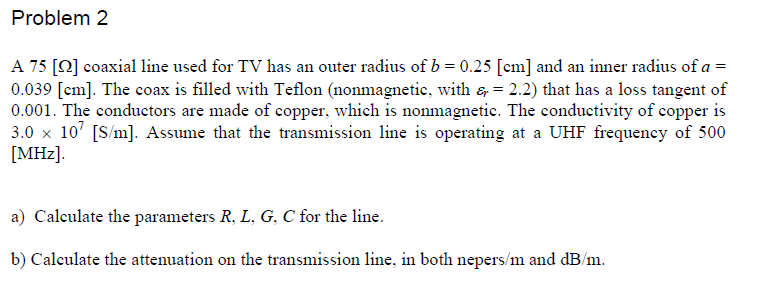 Problem 2
A 75 [Ω] coaxial line used for TV has an outer radius of b = 0.25 [cm] and an inner radius of a =
0.039 [cm]. The coax is filled with Teflon (nonmagnetic, with εr = 2.2) that has a loss tangent of
0.001. The conductors are made of copper, which is nonmagnetic. The conductivity of copper is
3.0 × 10⁷ [S/m]. Assume that the transmission line is operating at a UHF frequency of 500
[MHz].
a) Calculate the parameters R, L, G, C for the line.
b) Calculate the attenuation on the transmission line, in both nepers/m and dB/m.